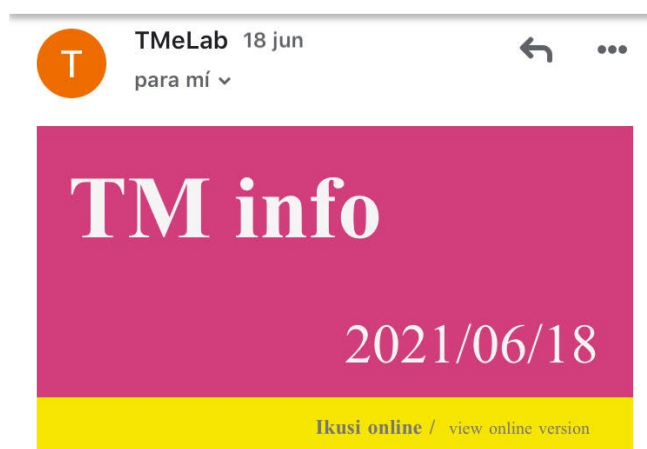 T
TMeLab 18 jun
para mí
TM info
2021/06/18
Ikusi online / view online version